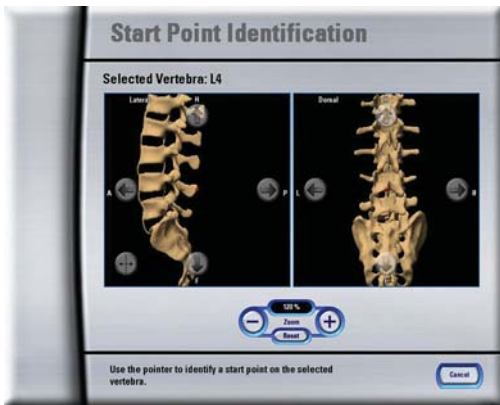 Start Point Identification
Selected Vertebra: L4
Lateral
H
Dorsal
A
P
L
R
120 %
Zoom
Reset
Use the pointer to identify a start point on the selected
vertebra.
Cancel